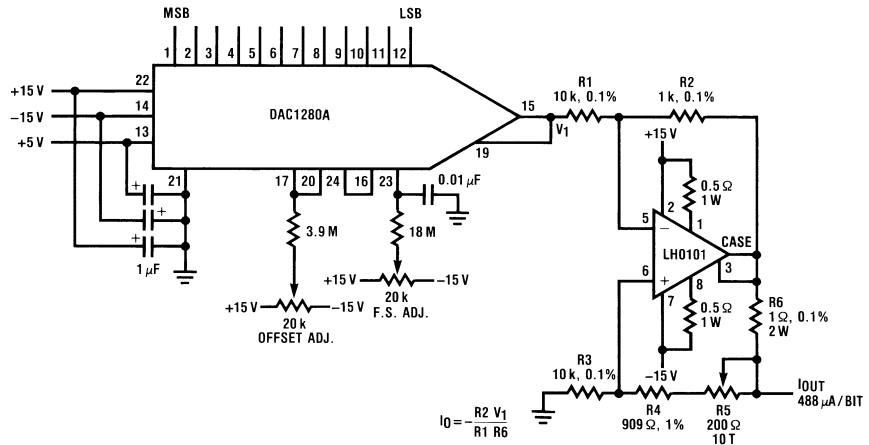 MSB LSB
1 2 3 4 5 6 7 8 9 10 11 12
+15 V 22
−15 V 14
+5 V 13
DAC1280A
15
19
V1
R1
10 k, 0.1%
R2
1 k, 0.1%
21 17 20 24 16 23
+
+
+
1 μF
3.9 M
18 M
0.01 μF
+15 V −15 V
20 k
F.S. ADJ.
+15 V −15 V
20 k
OFFSET ADJ.
+15 V
0.5 Ω
1 W
2 1
5 −
LH0101
CASE
3
6 +
7 8
0.5 Ω
1 W
−15 V
R6
1 Ω, 0.1%
2 W
R3
10 k, 0.1%
R4
909 Ω, 1%
R5
200 Ω
10 T
IOUT
488 μA/BIT
IO=−R2 V1
R1 R6